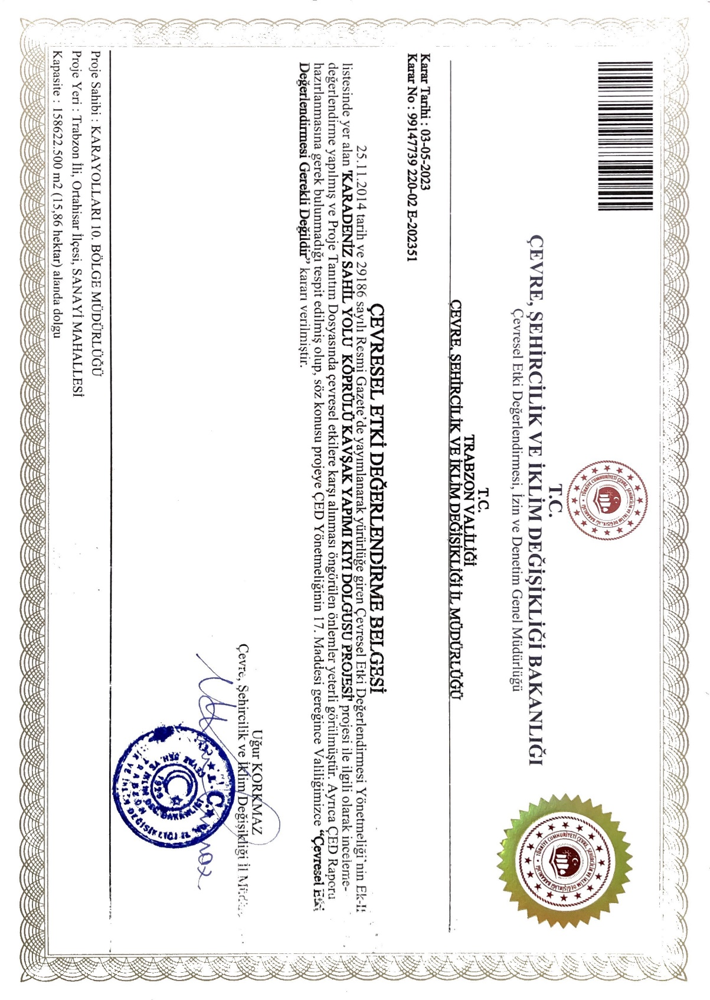 T.C.
ÇEVRE, ŞEHİRCİLİK VE İKLİM DEĞİŞİKLİĞİ BAKANLIĞI
Çevresel Etki Değerlendirmesi, İzin ve Denetim Genel Müdürlüğü
T.C.
TRABZON VALİLİĞİ
ÇEVRE, ŞEHİRCİLİK VE İKLİM DEĞİŞİKLİĞİ İL MÜDÜRLÜĞÜ
Karar Tarihi : 03-05-2023
Karar No : 99147739 220-02 E-202351
ÇEVRESEL ETKİ DEĞERLENDİRME BELGESİ
25.11.2014 tarih ve 29186 sayılı Resmi Gazete'de yayımlanarak yürürlüğe giren Çevresel Etki Değerlendirmesi Yönetmeliği'nin Ek-II
listesinde yer alan 'KARADENİZ SAHİL YOLU KÖPRÜLÜ KAVŞAK YAPIMI KIYI DOLGUSU PROJESİ' projesi ile ilgili olarak inceleme-
değerlendirme yapılmış ve Proje Tanıtım Dosyasında çevresel etkilere karşı alınması öngörülen önlemler yeterli görülmüştür. Ayrıca ÇED Raporu
hazırlanmasına gerek bulunmadığı tespit edilmiş olup, söz konusu projeye ÇED Yönetmeliğinin 17. Maddesi gereğince Valiliğimizce “Çevresel Etki
Değerlendirmesi Gerekli Değildir” kararı verilmiştir.
Uğur KORKMAZ
Çevre, Şehircilik ve İklim Değişikliği İl
Proje Sahibi : KARAYOLLARI 10. BÖLGE MÜDÜRLÜĞÜ
Proje Yeri : Trabzon İli, Ortahisar İlçesi, SANAYİ MAHALLESİ
Kapasite : 158622.500 m2 (15,86 hektar) alanda dolgu
TÜRKİYE CUMHURİYETİ ÇEVRE, ŞEHİRCİLİK VE İKLİM DEĞİŞİKLİĞİ BAKANLIĞI
TÜRKİYE CUMHURİYETİ ÇEVRE, ŞEHİRCİLİK VE İKLİM DEĞİŞİKLİĞİ BAKANLIĞI
T.C.
TRABZON